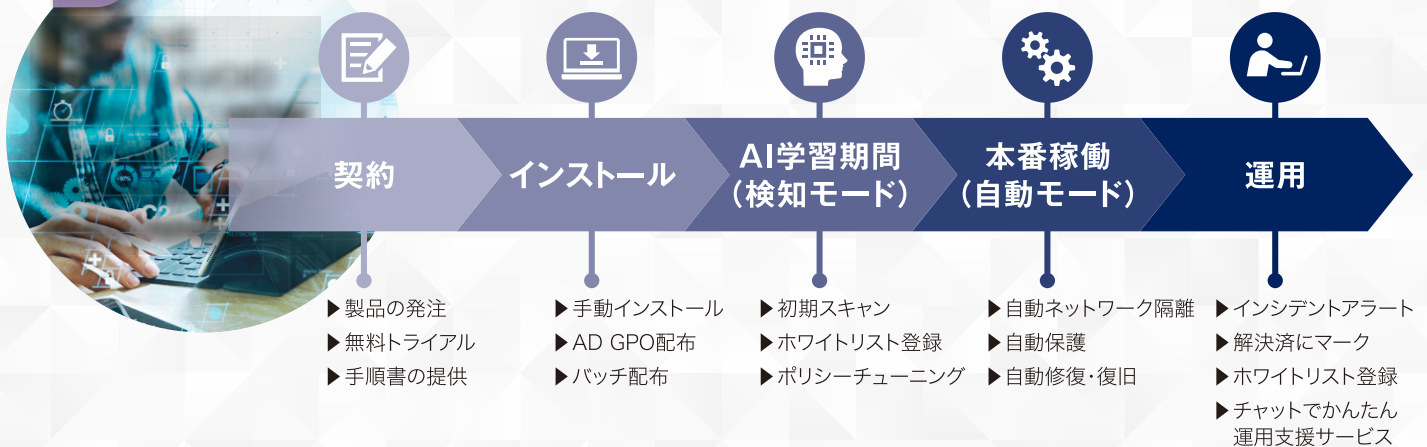 契約
インストール
AI学習期間
（検知モード）
本番稼働
（自動モード）
運用
▶製品の発注
▶無料トライアル
▶手順書の提供
▶手動インストール
▶AD GPO配布
▶バッチ配布
▶初期スキャン
▶ホワイトリスト登録
▶ポリシーチューニング
▶自動ネットワーク隔離
▶自動保護
▶自動修復・復旧
▶インシデントアラート
▶解決済にマーク
▶ホワイトリスト登録
▶チャットでかんたん
運用支援サービス